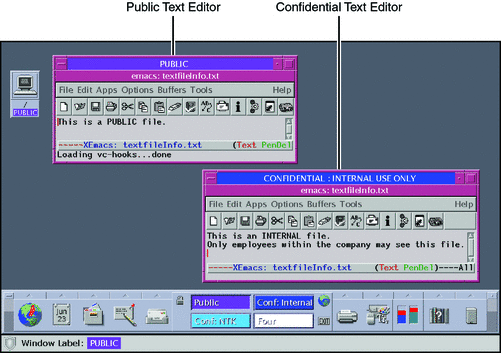 Public Text Editor
Confidential Text Editor
PUBLIC
emacs: textfileInfo.txt
File Edit Apps Options Buffers Tools Help
This is a PUBLIC file.
-----XEmacs: textfileInfo.txt (Text PenDel)
Loading vc-hooks...done
/
PUBLIC
CONFIDENTIAL : INTERNAL USE ONLY
emacs: textfileInfo.txt
File Edit Apps Options Buffers Tools Help
This is an INTERNAL file.
Only employees within the company may see this file.
-----XEmacs: textfileInfo.txt (Text PenDel)----All
Jun
23
Public
Conf: Internal
Conf: NTK
Four
EXIT
Window Label: PUBLIC